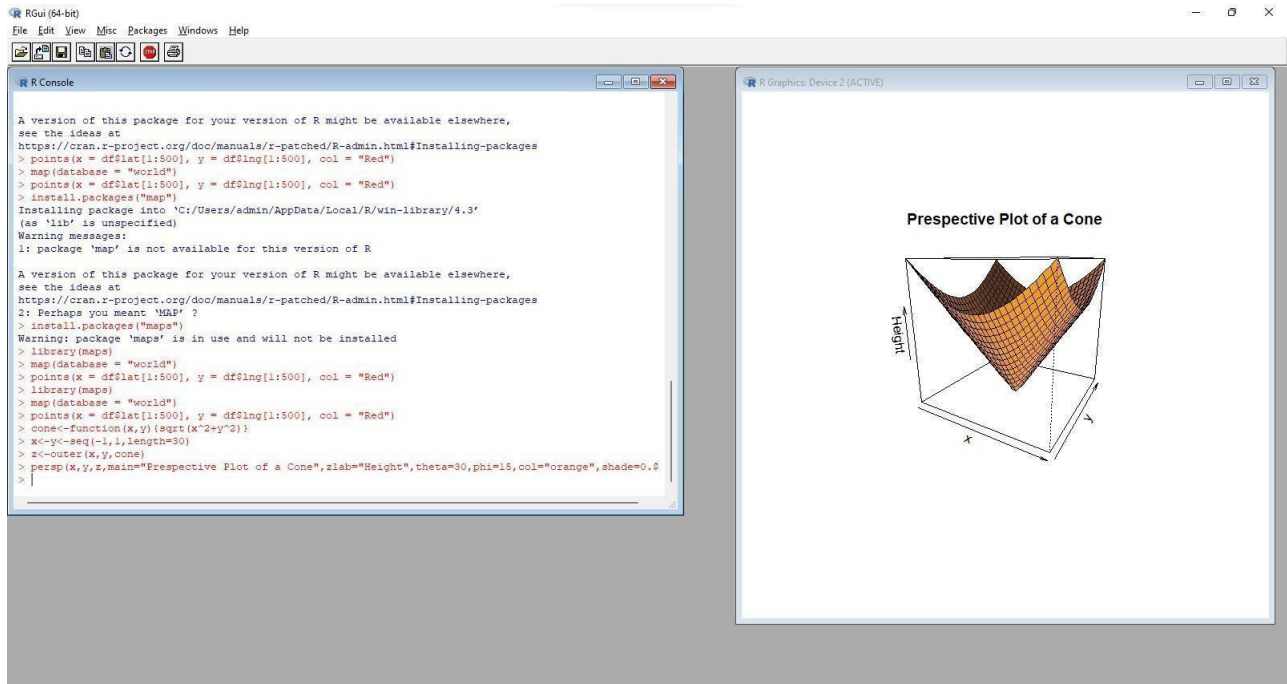 RGui (64-bit)
File Edit View Misc Packages Windows Help
STOP
R Console
A version of this package for your version of R might be available elsewhere,
see the ideas at
https://cran.r-project.org/doc/manuals/r-patched/R-admin.html#Installing-packages
> points(x = df$lat[1:500], y = df$lng[1:500], col = "Red")
> map(database = "world")
> points(x = df$lat[1:500], y = df$lng[1:500], col = "Red")
> install.packages("map")
Installing package into ‘C:/Users/admin/AppData/Local/R/win-library/4.3’
(as ‘lib’ is unspecified)
Warning messages:
1: package ‘map’ is not available for this version of R
A version of this package for your version of R might be available elsewhere,
see the ideas at
https://cran.r-project.org/doc/manuals/r-patched/R-admin.html#Installing-packages
2: Perhaps you meant ‘MAP’ ?
> install.packages("maps")
Warning: package ‘maps’ is in use and will not be installed
> library(maps)
> map(database = "world")
> points(x = df$lat[1:500], y = df$lng[1:500], col = "Red")
> library(maps)
> map(database = "world")
> points(x = df$lat[1:500], y = df$lng[1:500], col = "Red")
> cone<-function(x,y){sqrt(x^2+y^2)}
> x<-y<-seq(-1,1,length=30)
> z<-outer(x,y,cone)
> persp(x,y,z,main="Prespective Plot of a Cone",zlab="Height",theta=30,phi=15,col="orange",shade=0.$
>
R Graphics: Device 2 (ACTIVE)
Prespective Plot of a Cone
Height
x
y